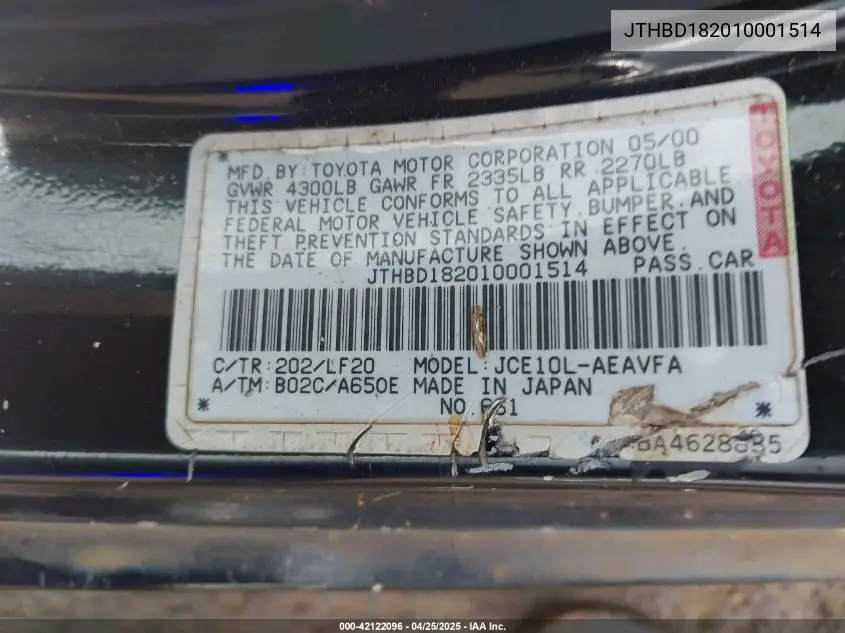 JTHBD182010001514
MFD. BY: TOYOTA MOTOR CORPORATION 05/00
GVWR 4300LB GAWR FR 2335LB RR 2270LB
THIS VEHICLE CONFORMS TO ALL APPLICABLE
FEDERAL MOTOR VEHICLE SAFETY, BUMPER, AND
THEFT PREVENTION STANDARDS IN EFFECT ON
THE DATE OF MANUFACTURE SHOWN ABOVE.
JTHBD182010001514 PASS. CAR
TOYOTA
C/TR: 202/LF20 MODEL: JCE10L-AEAVFA
A/TM: B02C/A650E MADE IN JAPAN
* NO. *
000-42122096 - 04/25/2025 - IAA Inc.